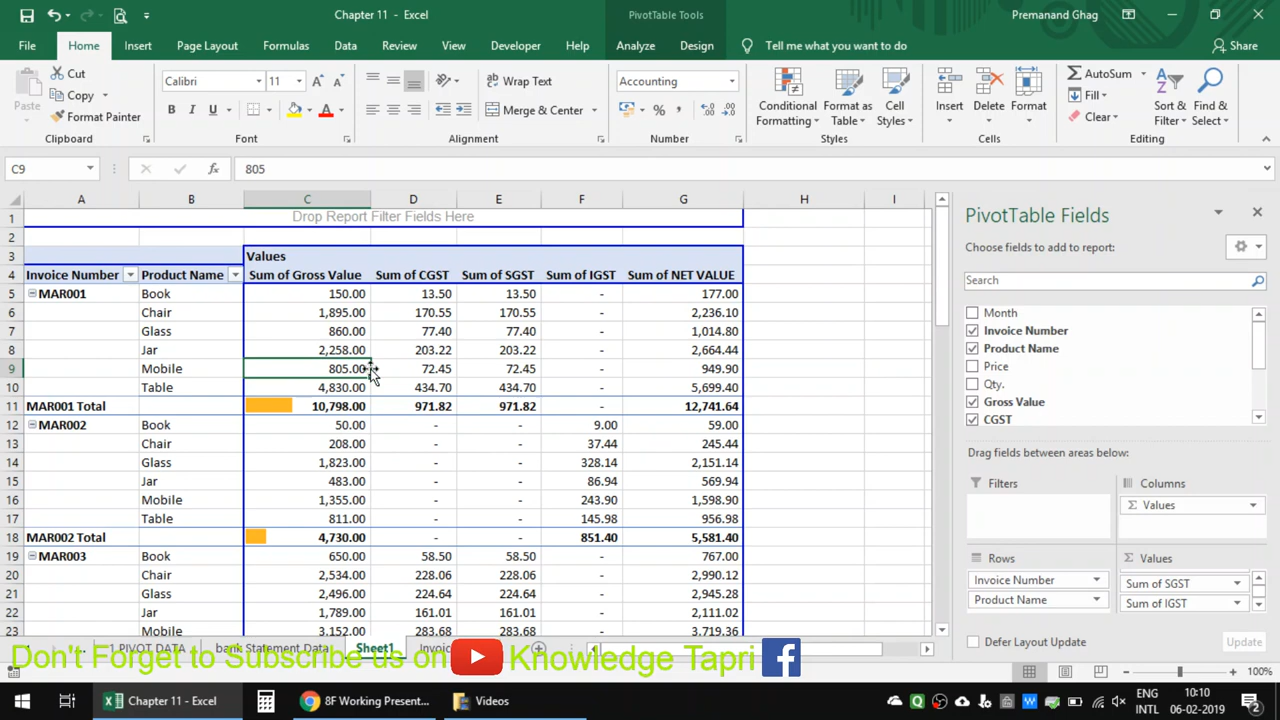 Chapter 11 - Excel
PivotTable Tools
Premanand Ghag
File Home Insert Page Layout Formulas Data Review View Developer Help Analyze Design Tell me what you want to do Share
Paste
Cut
Copy
Format Painter
Clipboard
Calibri 11
B I U
Font
Wrap Text
Merge & Center
Alignment
Accounting
%
Number
Conditional Formatting
Format as Table
Cell Styles
Styles
Insert
Delete
Format
Cells
AutoSum
Fill
Clear
Sort & Filter
Find & Select
Editing
C9 fx 805
A B C D E F G H I
1 Drop Report Filter Fields Here
2
3 Values
4 Invoice Number Product Name Sum of Gross Value Sum of CGST Sum of SGST Sum of IGST Sum of NET VALUE
5 MAR001 Book 150.00 13.50 13.50 - 177.00
6 Chair 1,895.00 170.55 170.55 - 2,236.10
7 Glass 860.00 77.40 77.40 - 1,014.80
8 Jar 2,258.00 203.22 203.22 - 2,664.44
9 Mobile 805.00 72.45 72.45 - 949.90
10 Table 4,830.00 434.70 434.70 - 5,699.40
11 MAR001 Total 10,798.00 971.82 971.82 - 12,741.64
12 MAR002 Book 50.00 - - 9.00 59.00
13 Chair 208.00 - - 37.44 245.44
14 Glass 1,823.00 - - 328.14 2,151.14
15 Jar 483.00 - - 86.94 569.94
16 Mobile 1,355.00 - - 243.90 1,598.90
17 Table 811.00 - - 145.98 956.98
18 MAR002 Total 4,730.00 - - 851.40 5,581.40
19 MAR003 Book 650.00 58.50 58.50 - 767.00
20 Chair 2,534.00 228.06 228.06 - 2,990.12
21 Glass 2,496.00 224.64 224.64 - 2,945.28
22 Jar 1,789.00 161.01 161.01 - 2,111.02
23 Mobile 3,152.00 283.68 283.68 - 3,719.36
PivotTable Fields
Choose fields to add to report:
Search
Month
Invoice Number
Product Name
Price
Qty.
Gross Value
CGST
Drag fields between areas below:
Filters
Columns
Values
Rows
Invoice Number
Product Name
Values
Sum of SGST
Sum of IGST
Defer Layout Update Update
1 PIVOT DATA bank Statement Data Sheet1
Don't Forget to Subscribe us on Knowledge Tapri
100%
Chapter 11 - Excel
8F Working Present...
Videos
ENG
INTL
10:10
06-02-2019
2